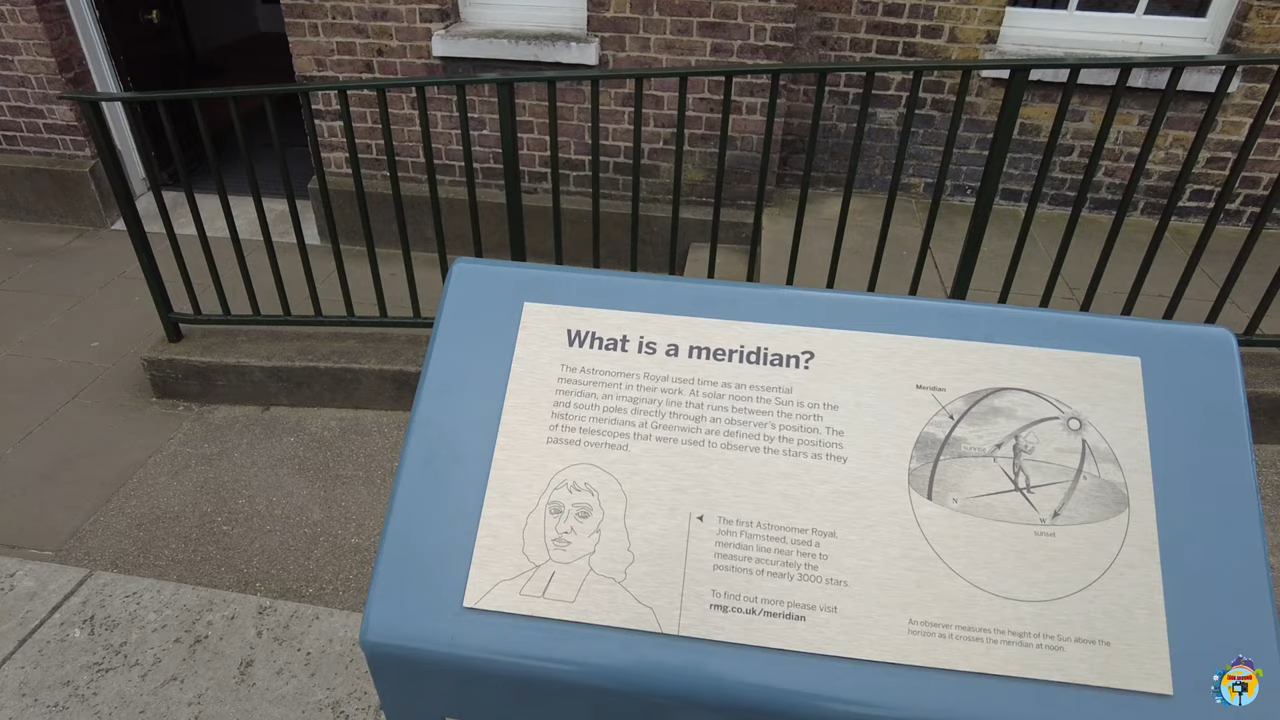 What is a meridian?
The Astronomers Royal used time as an essential
measurement in their work. At solar noon the Sun is on the
meridian, an imaginary line that runs between the north
and south poles directly through an observer's position. The
historic meridians at Greenwich are defined by the positions
of the telescopes that were used to observe the stars as they
passed overhead.
The first Astronomer Royal,
John Flamsteed, used a
meridian line near here to
measure accurately the
positions of nearly 3000 stars.
To find out more please visit
rmg.co.uk/meridian
Meridian
sunrise
E
S
N
W
sunset
An observer measures the height of the Sun above the
horizon as it crosses the meridian at noon.